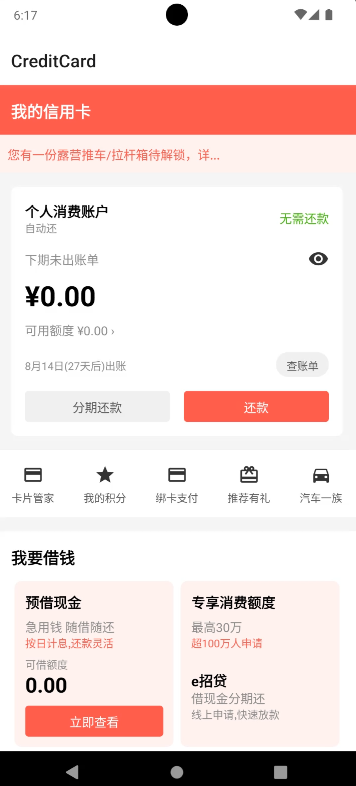 6:17
CreditCard
我的信用卡
您有一份露营推车/拉杆箱待解锁，详...
个人消费账户
无需还款
自动还
下期未出账单
¥0.00
可用额度 ¥0.00 ›
8月14日(27天后)出账
查账单
分期还款
还款
卡片管家
我的积分
绑卡支付
推荐有礼
汽车一族
我要借钱
预借现金
急用钱 随借随还
按日计息,还款灵活
可借额度
0.00
立即查看
专享消费额度
最高30万
超100万人申请
e招贷
借现金分期还
线上申请,快速放款